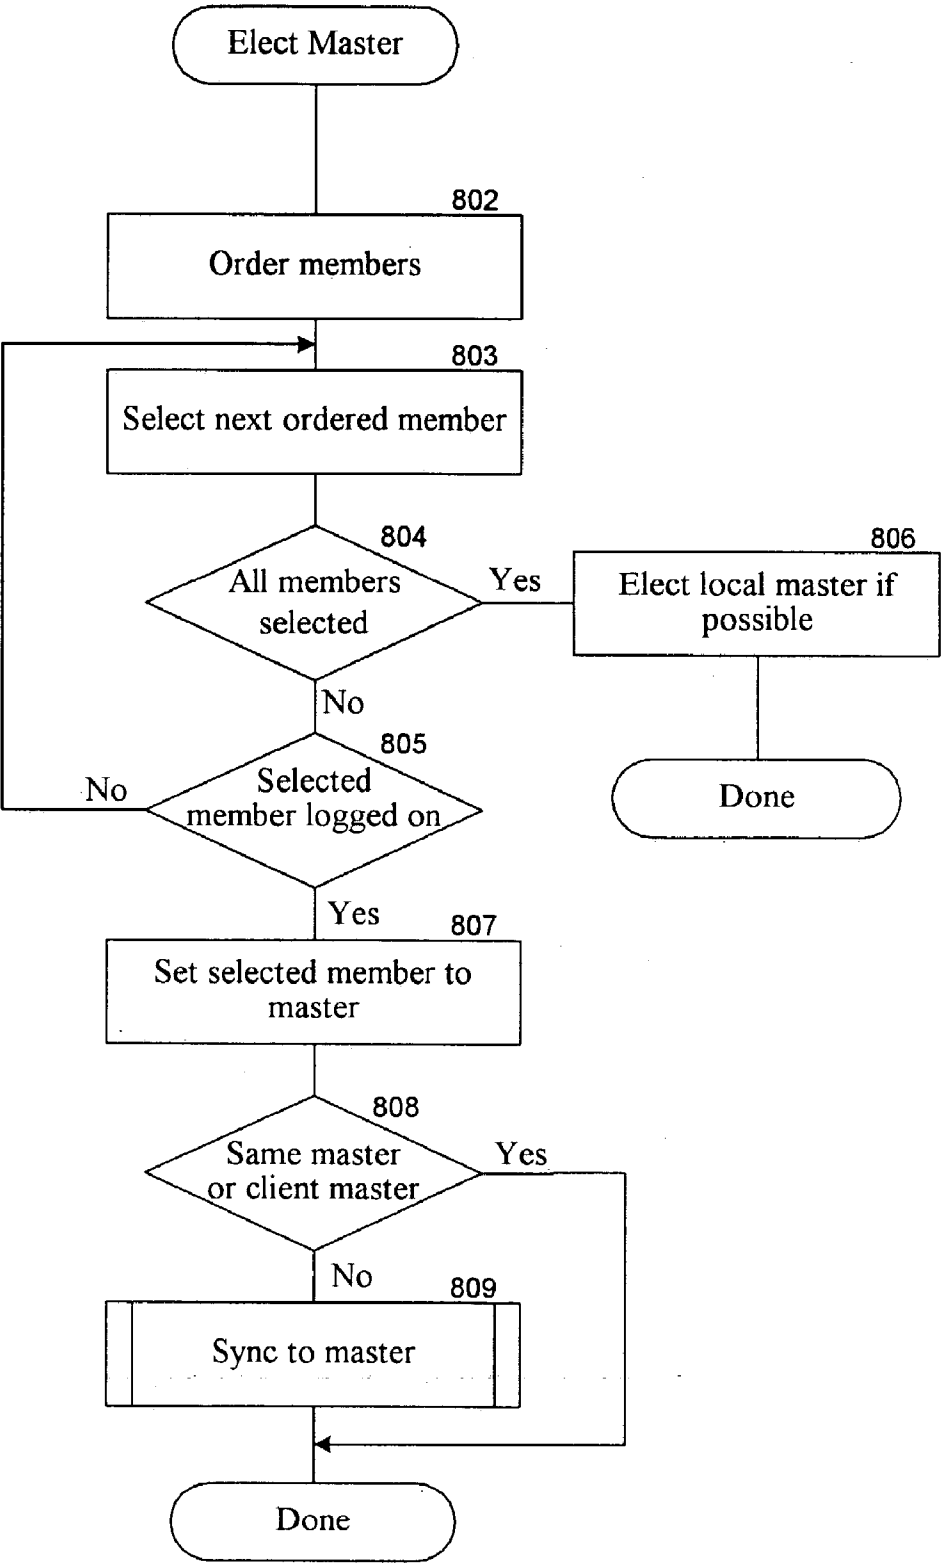 Elect Master
802
Order members
803
Select next ordered member
804
All members
selected
Yes
806
Elect local master if
possible
No
Done
805
Selected
member logged on
No
Yes
807
Set selected member to
master
808
Same master
or client master
Yes
No
809
Sync to master
Done